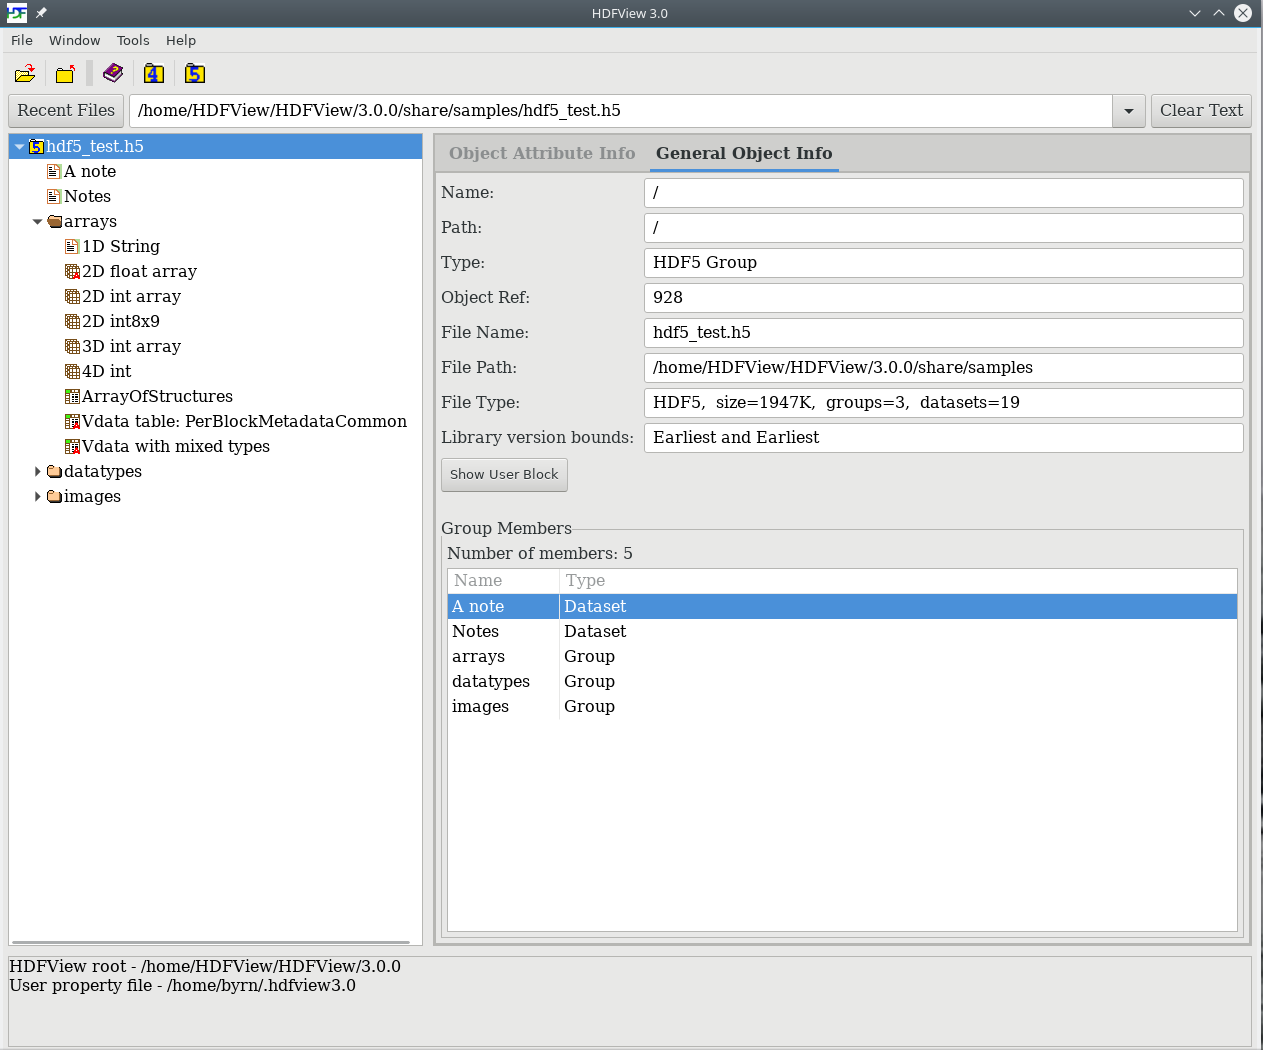 HDFView 3.0
File Window Tools Help
4 5
Recent Files /home/HDFView/HDFView/3.0.0/share/samples/hdf5_test.h5 Clear Text
5 hdf5_test.h5
A note
Notes
arrays
1D String
2D float array
2D int array
2D int8x9
3D int array
4D int
ArrayOfStructures
Vdata table: PerBlockMetadataCommon
Vdata with mixed types
datatypes
images
Object Attribute Info General Object Info
Name: /
Path: /
Type: HDF5 Group
Object Ref: 928
File Name: hdf5_test.h5
File Path: /home/HDFView/HDFView/3.0.0/share/samples
File Type: HDF5,  size=1947K,  groups=3,  datasets=19
Library version bounds: Earliest and Earliest
Show User Block
Group Members
Number of members: 5
Name Type
A note Dataset
Notes Dataset
arrays Group
datatypes Group
images Group
HDFView root - /home/HDFView/HDFView/3.0.0
User property file - /home/byrn/.hdfview3.0